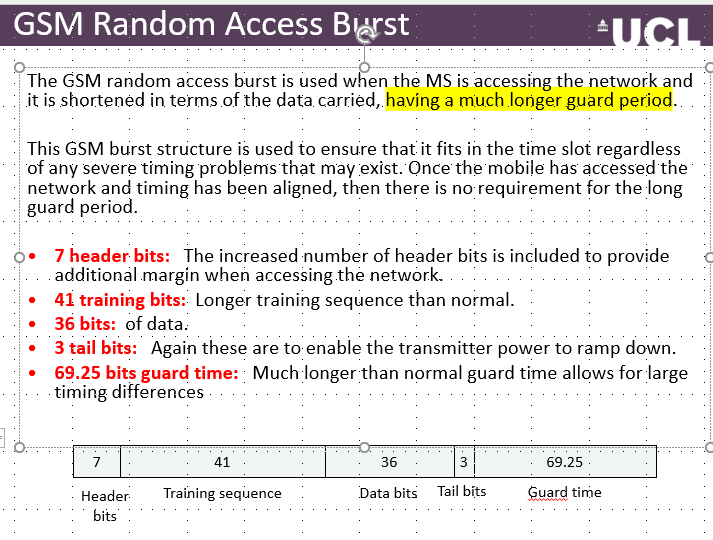 GSM Random Access Burst
UCL
The GSM random access burst is used when the MS is accessing the network and
it is shortened in terms of the data carried, having a much longer guard period.
This GSM burst structure is used to ensure that it fits in the time slot regardless
of any severe timing problems that may exist. Once the mobile has accessed the
network and timing has been aligned, then there is no requirement for the long
guard period.
• 7 header bits: The increased number of header bits is included to provide
additional margin when accessing the network.
• 41 training bits: Longer training sequence than normal.
• 36 bits: of data.
• 3 tail bits: Again these are to enable the transmitter power to ramp down.
• 69.25 bits guard time: Much longer than normal guard time allows for large
timing differences
7 41 36 3 69.25
Header Training sequence Data bits Tail bits Guard time
bits